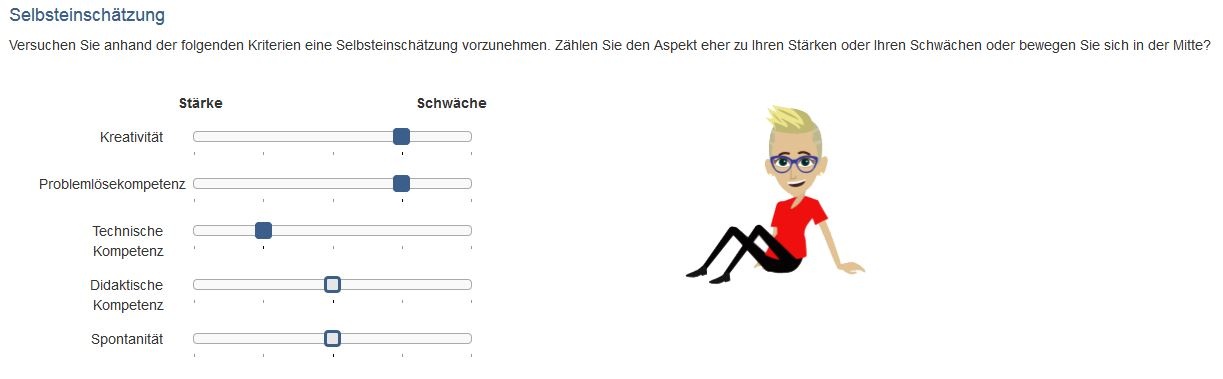 Selbsteinschätzung
Versuchen Sie anhand der folgenden Kriterien eine Selbsteinschätzung vorzunehmen. Zählen Sie den Aspekt eher zu Ihren Stärken oder Ihren Schwächen oder bewegen Sie sich in der Mitte?
Stärke Schwäche
Kreativität
Problemlösekompetenz
Technische
Kompetenz
Didaktische
Kompetenz
Spontanität